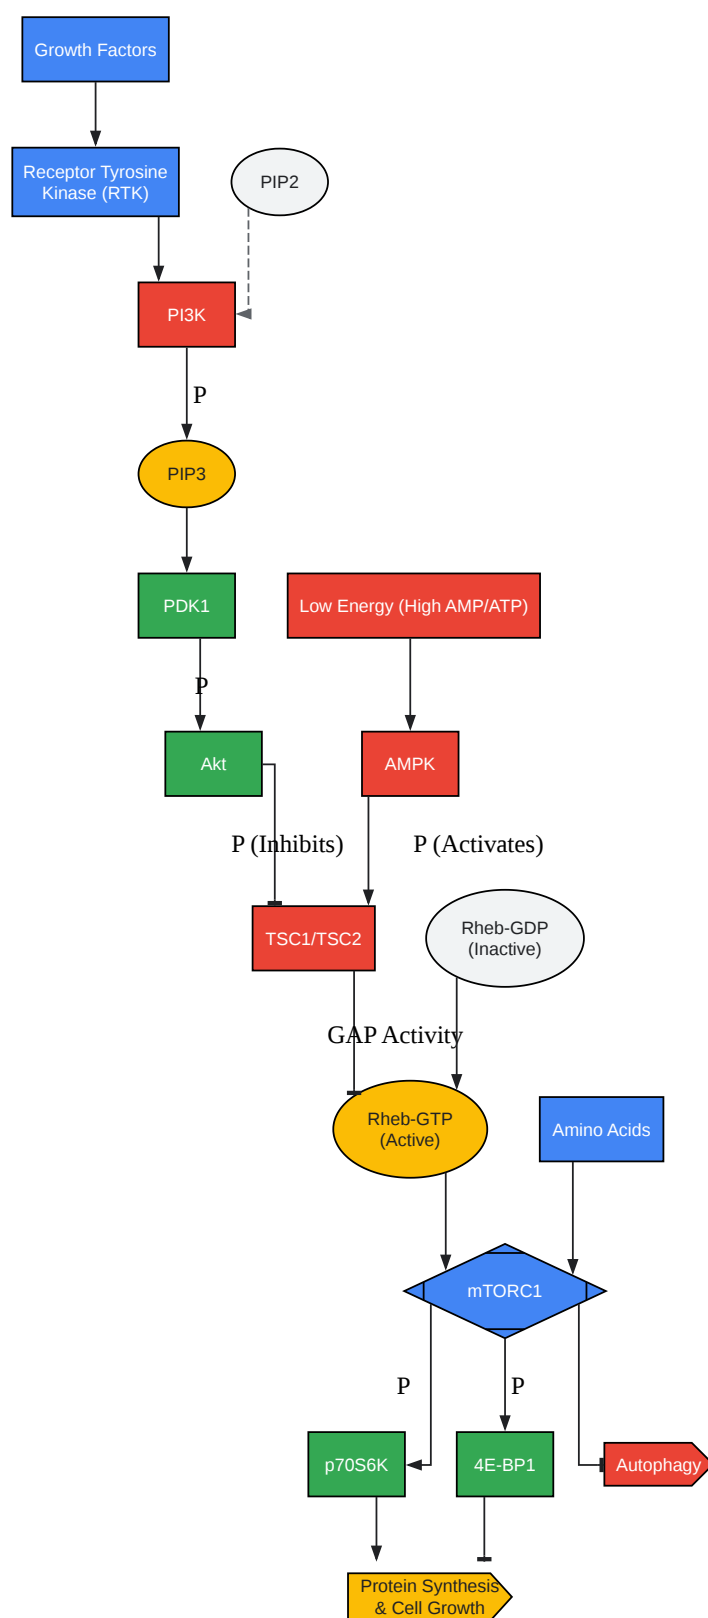 Growth Factors
Receptor Tyrosine
Kinase (RTK)
PIP2
PI3K
P
PIP3
PDK1
Low Energy (High AMP/ATP)
P
Akt
AMPK
P (Inhibits)
P (Activates)
TSC1/TSC2
Rheb-GDP
(Inactive)
GAP Activity
Rheb-GTP
(Active)
Amino Acids
mTORC1
P
P
p70S6K
4E-BP1
Autophagy
Protein Synthesis
& Cell Growth